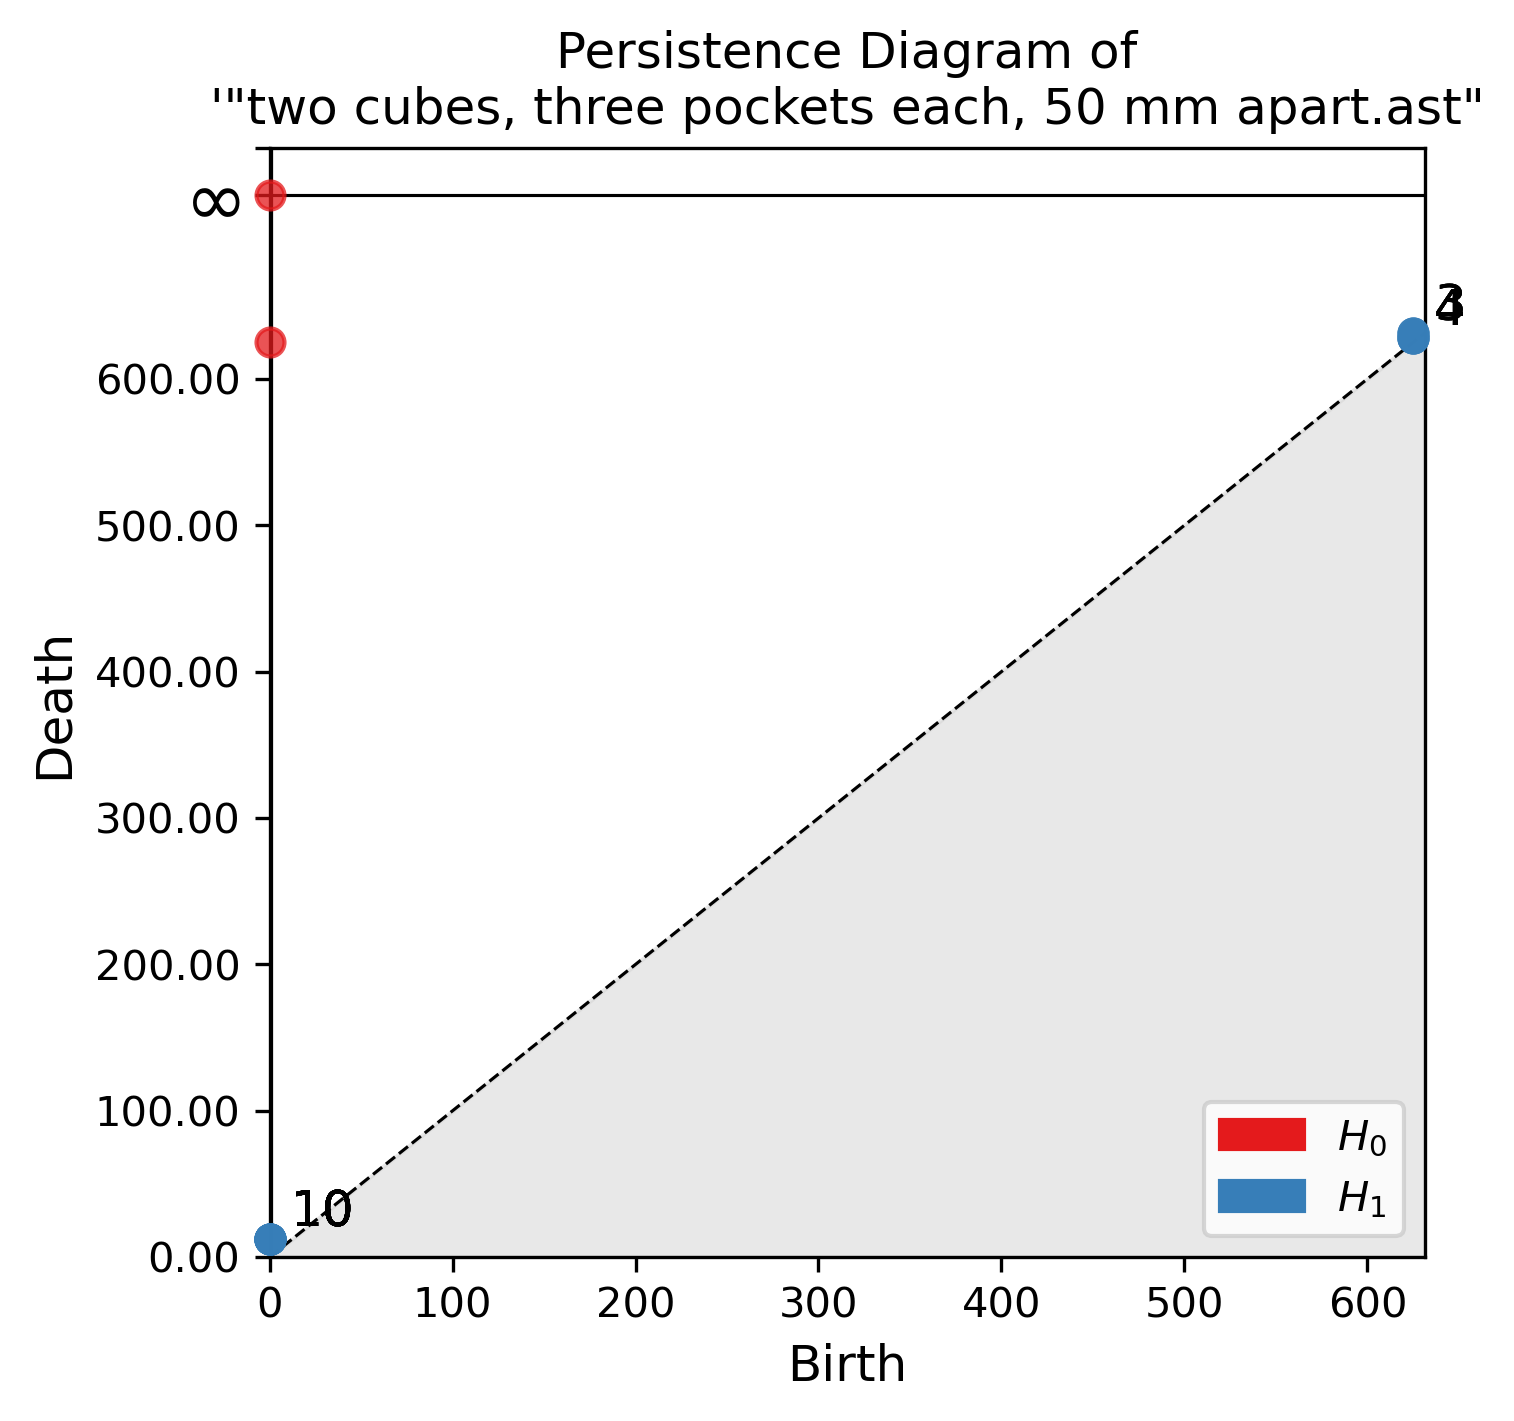 Persistence Diagram of
'"two cubes, three pockets each, 50 mm apart.ast"
∞
600.00
500.00
400.00
300.00
200.00
100.00
0.00
Death
3
4
10
H₀
H₁
0 100 200 300 400 500 600
Birth